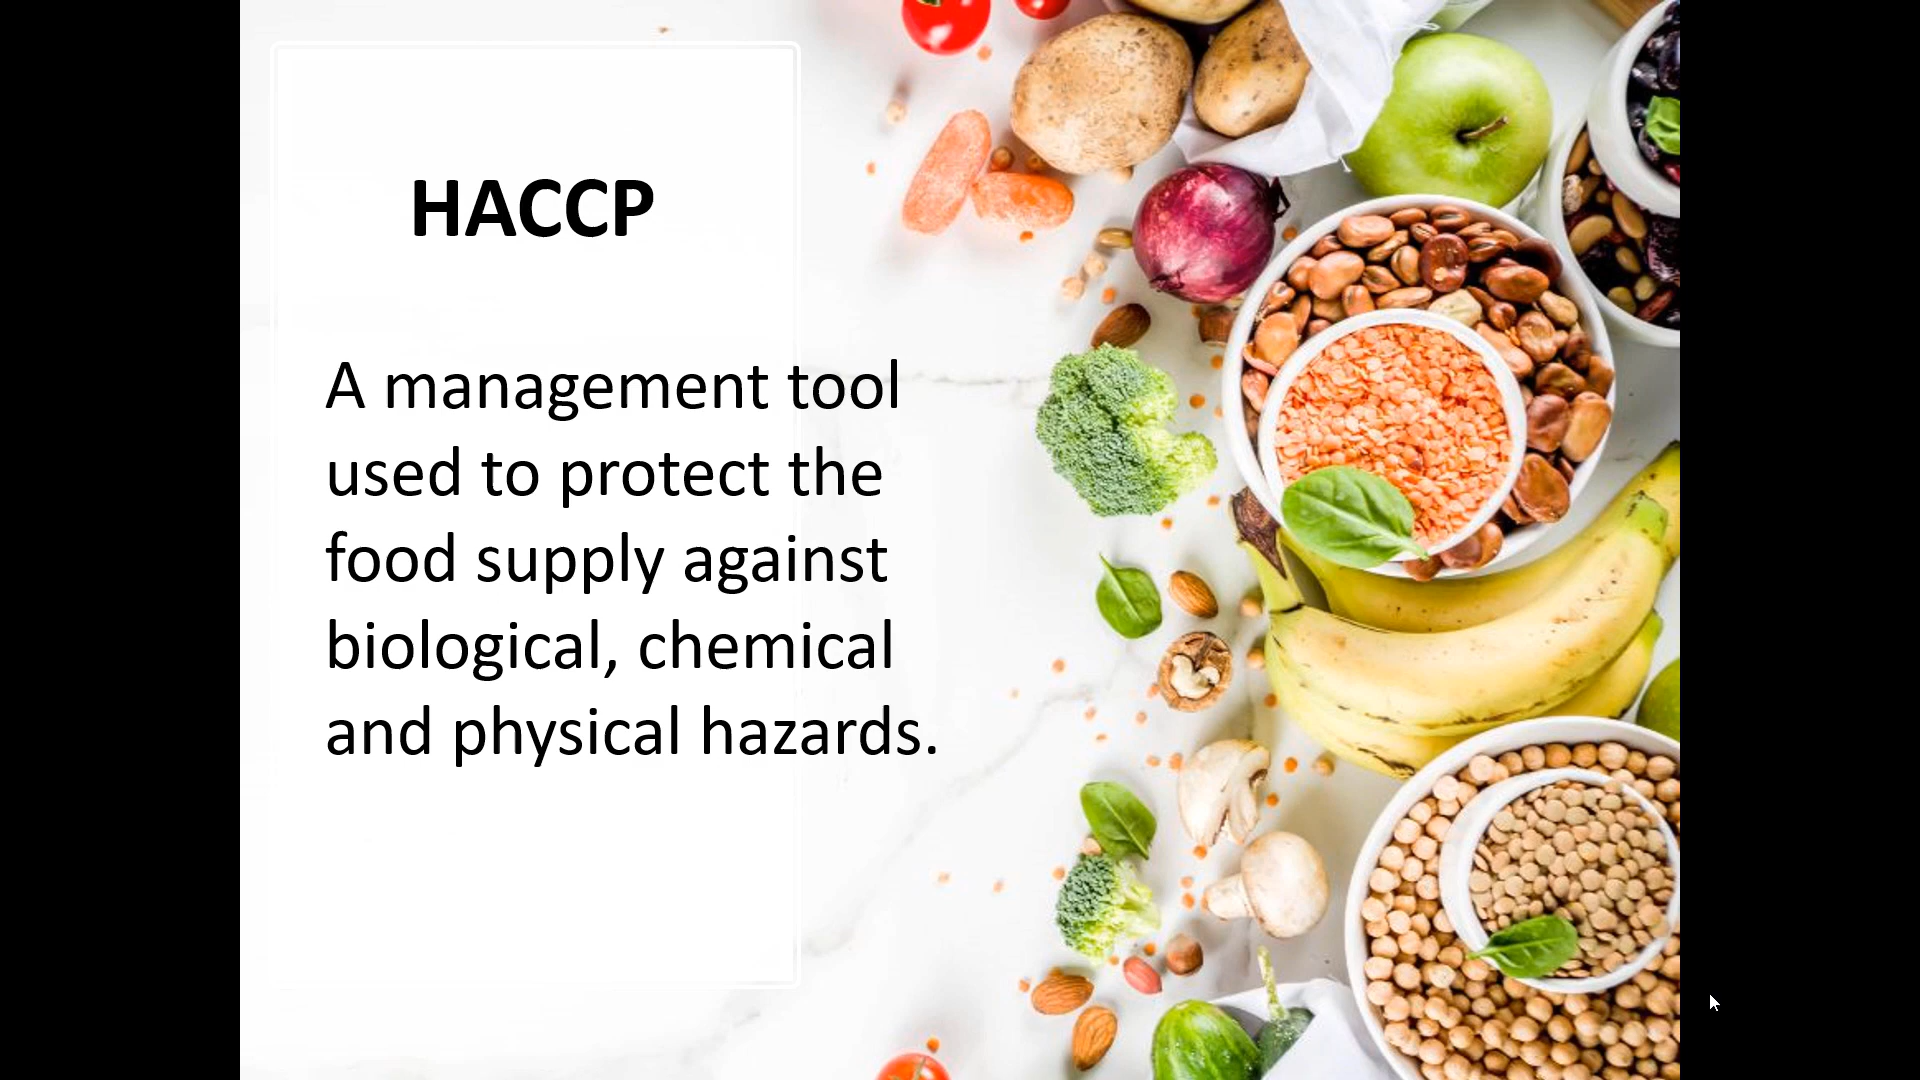 HACCP
A management tool
used to protect the
food supply against
biological, chemical
and physical hazards.